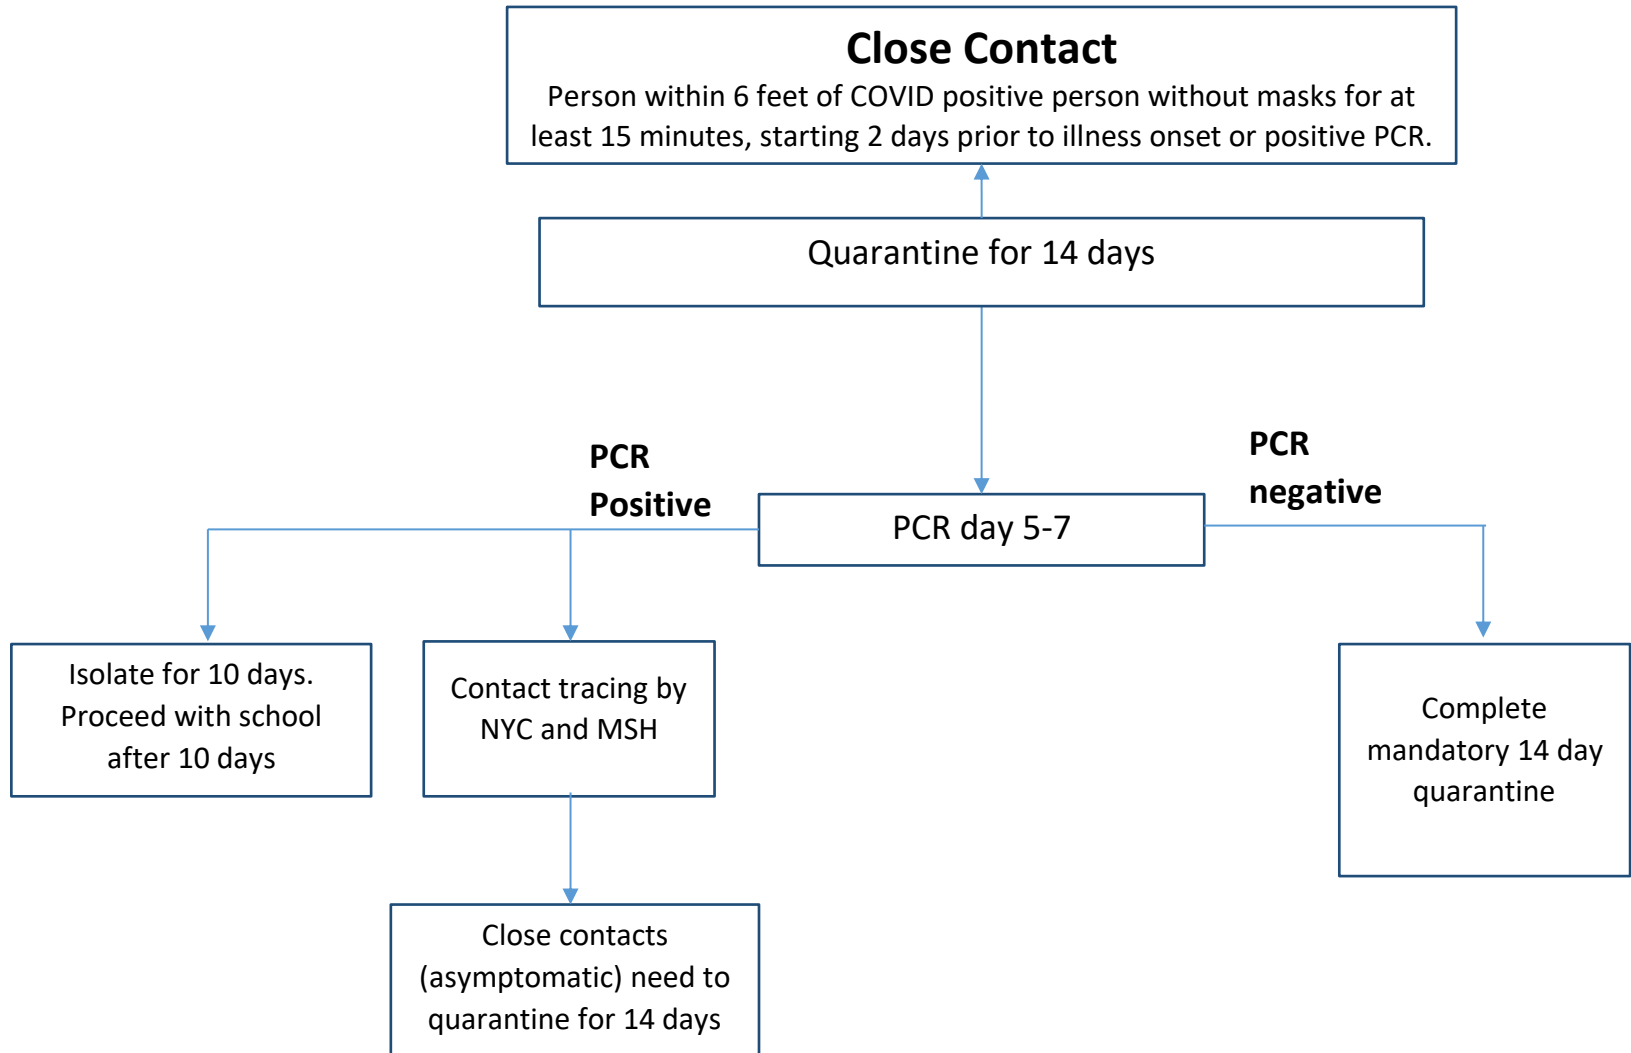 Close Contact
Person within 6 feet of COVID positive person without masks for at
least 15 minutes, starting 2 days prior to illness onset or positive PCR.
Quarantine for 14 days
PCR
Positive
PCR
negative
PCR day 5-7
Isolate for 10 days.
Proceed with school
after 10 days
Contact tracing by
NYC and MSH
Complete
mandatory 14 day
quarantine
Close contacts
(asymptomatic) need to
quarantine for 14 days